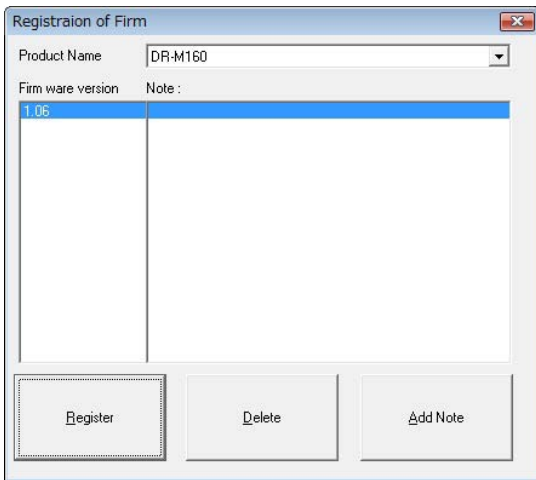 Registraion of Firm
Product Name DR-M160
Firm ware version Note :
1.06
Register Delete Add Note